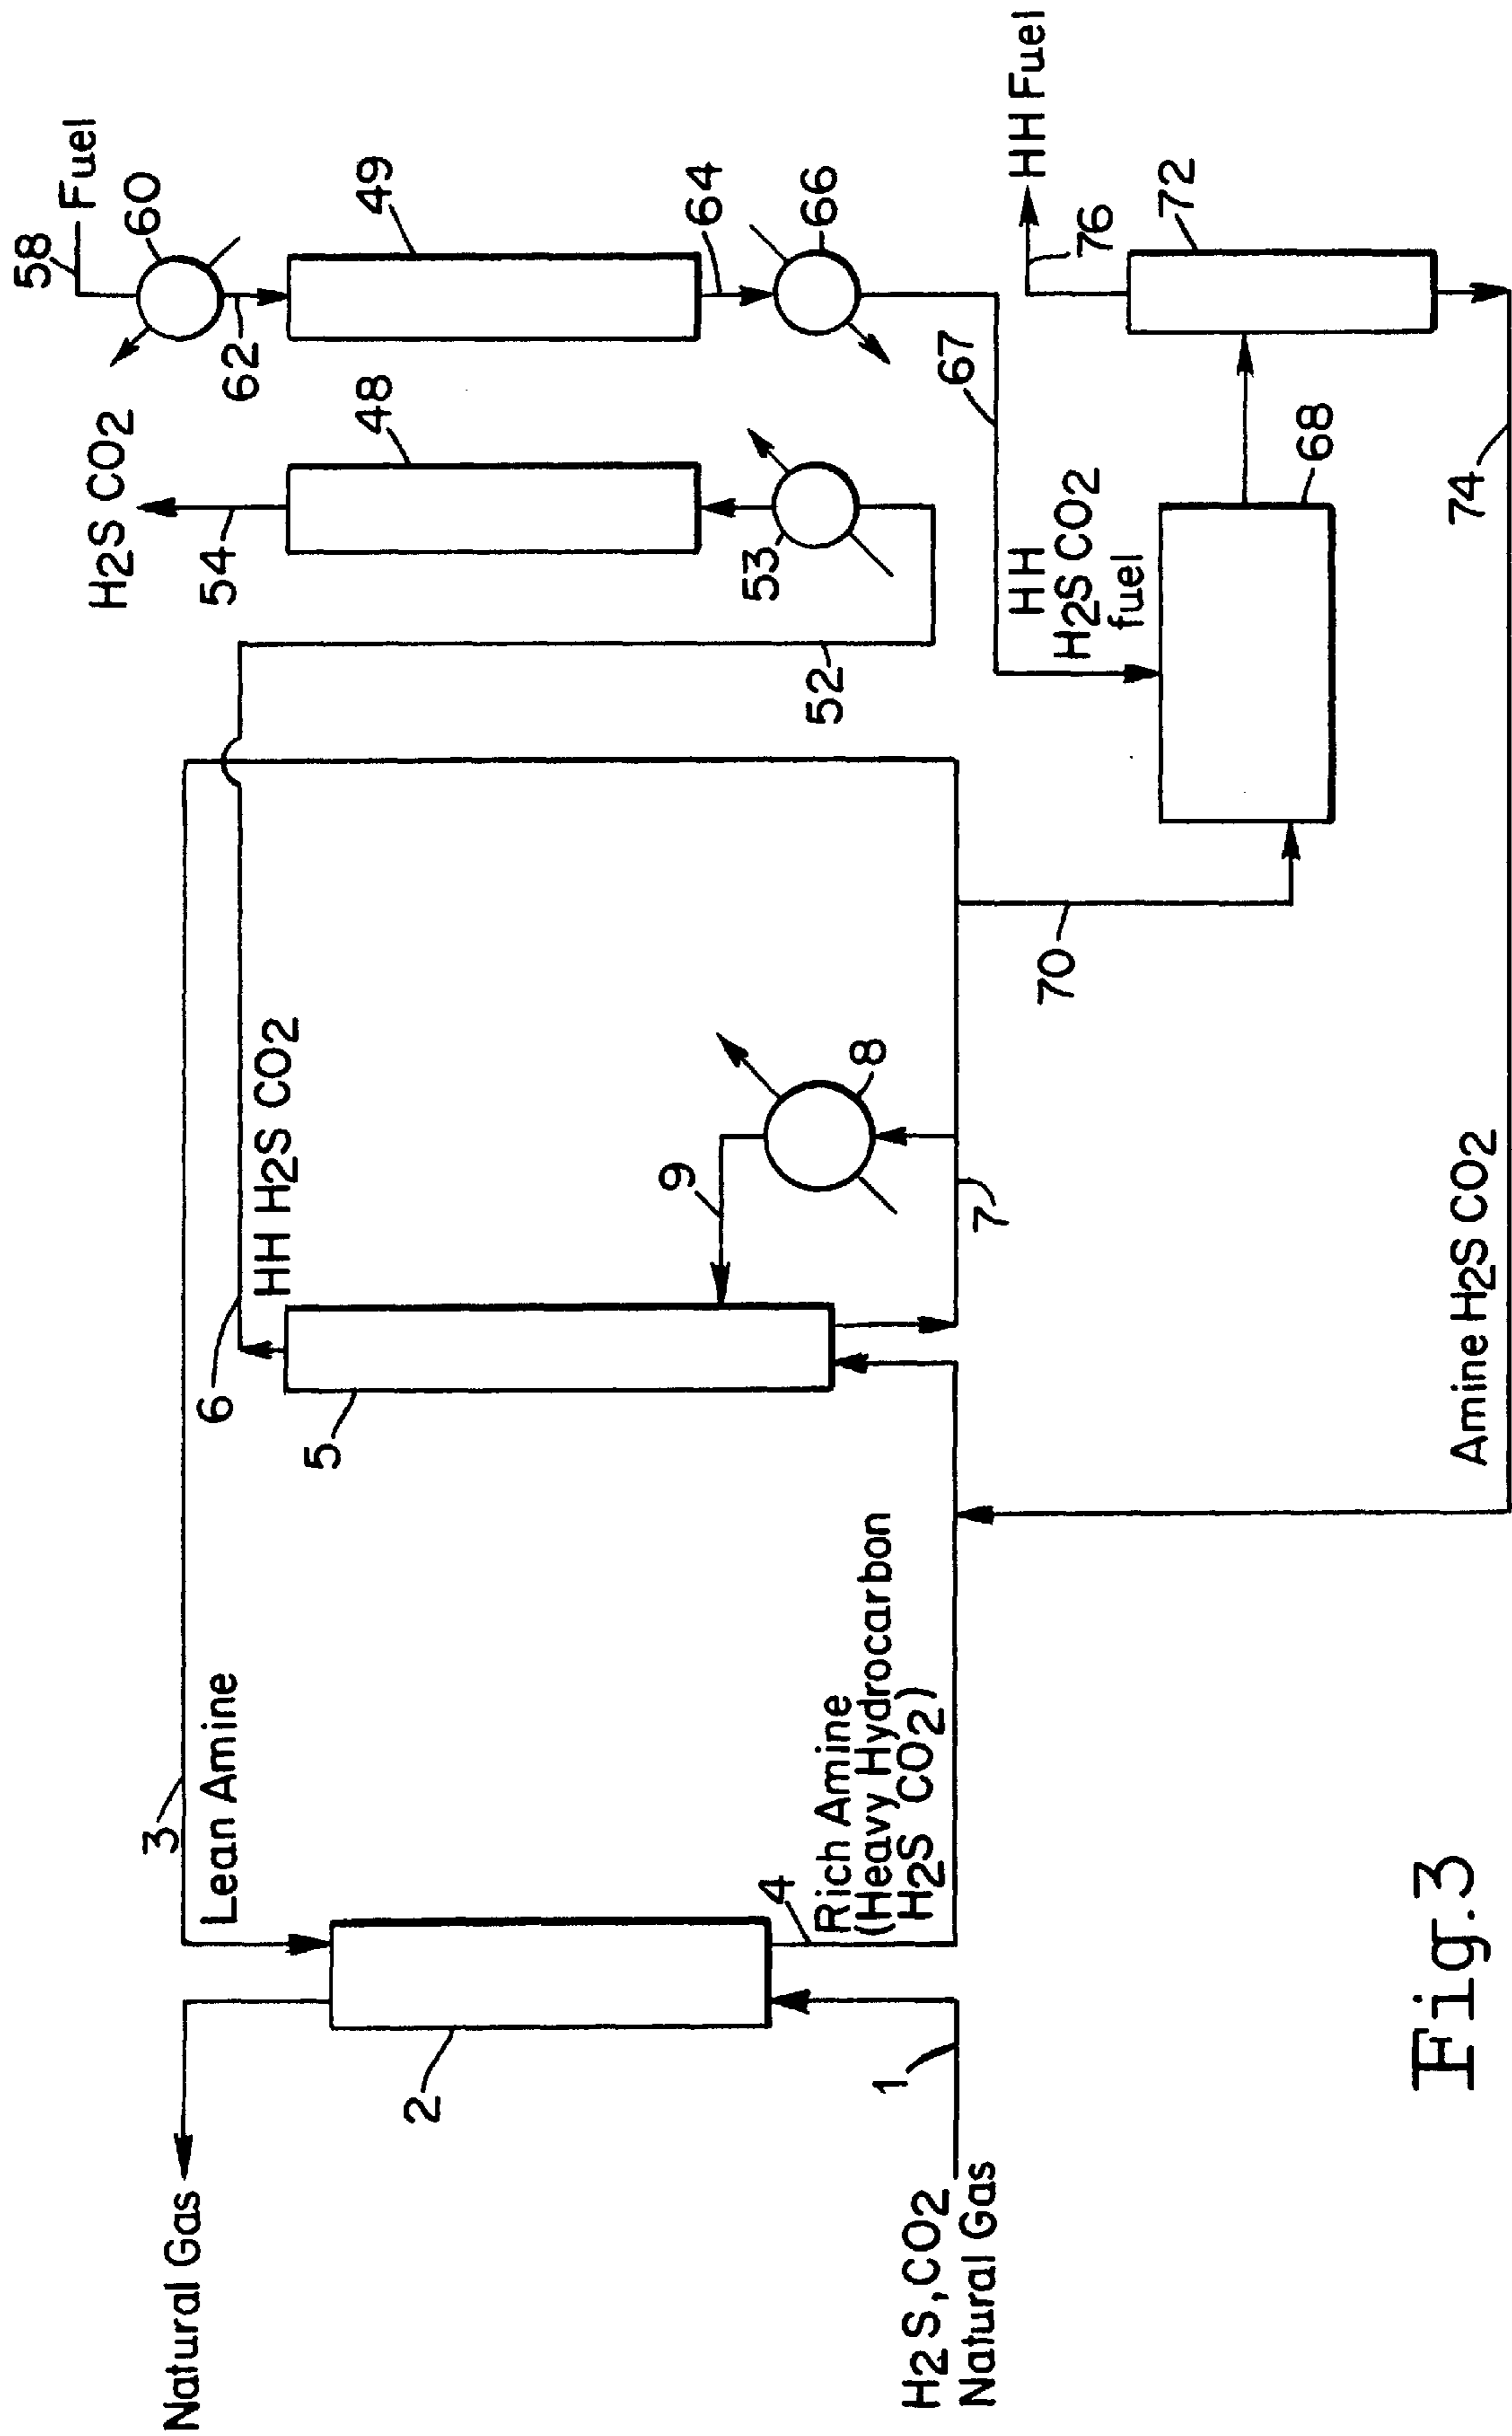 Natural Gas
H2S, CO2
Natural Gas
1
2
3
Lean Amine
4
Rich Amine
(Heavy Hydrocarbon
H2S CO2)
5
6
HH H2S CO2
7
8
9
Amine H2S CO2
70
52
H2S CO2
54
48
53
58
Fuel
60
62
49
64
66
67
HH
H2S CO2
fuel
68
74
HH Fuel
76
72
Fig.3